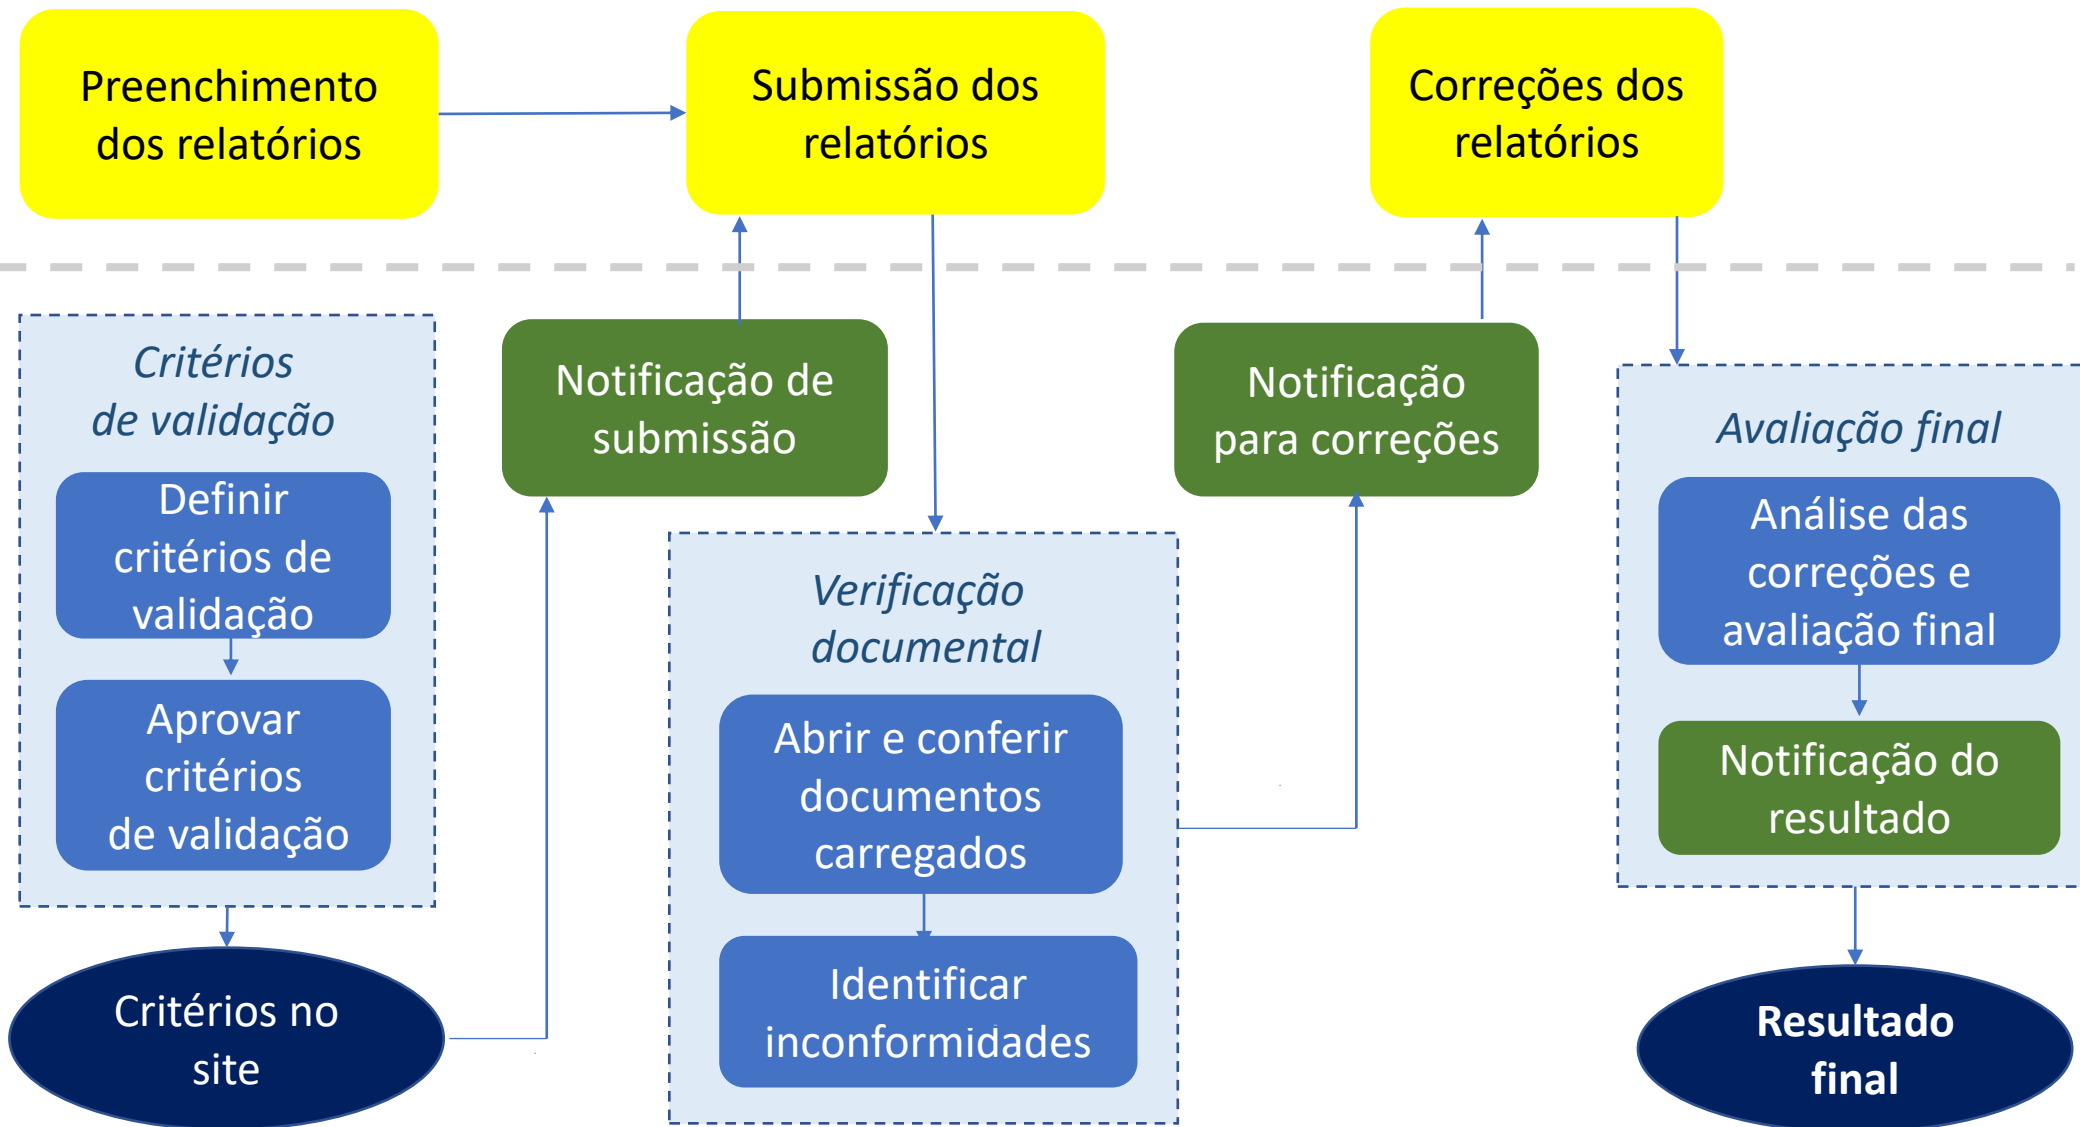 Preenchimento
dos relatórios
Submissão dos
relatórios
Correções dos
relatórios
Critérios
de validação
Definir
critérios de
validação
Aprovar
critérios
de validação
Critérios no
site
Notificação de
submissão
Verificação
documental
Abrir e conferir
documentos
carregados
Identificar
inconformidades
Notificação
para correções
Avaliação final
Análise das
correções e
avaliação final
Notificação do
resultado
Resultado
final